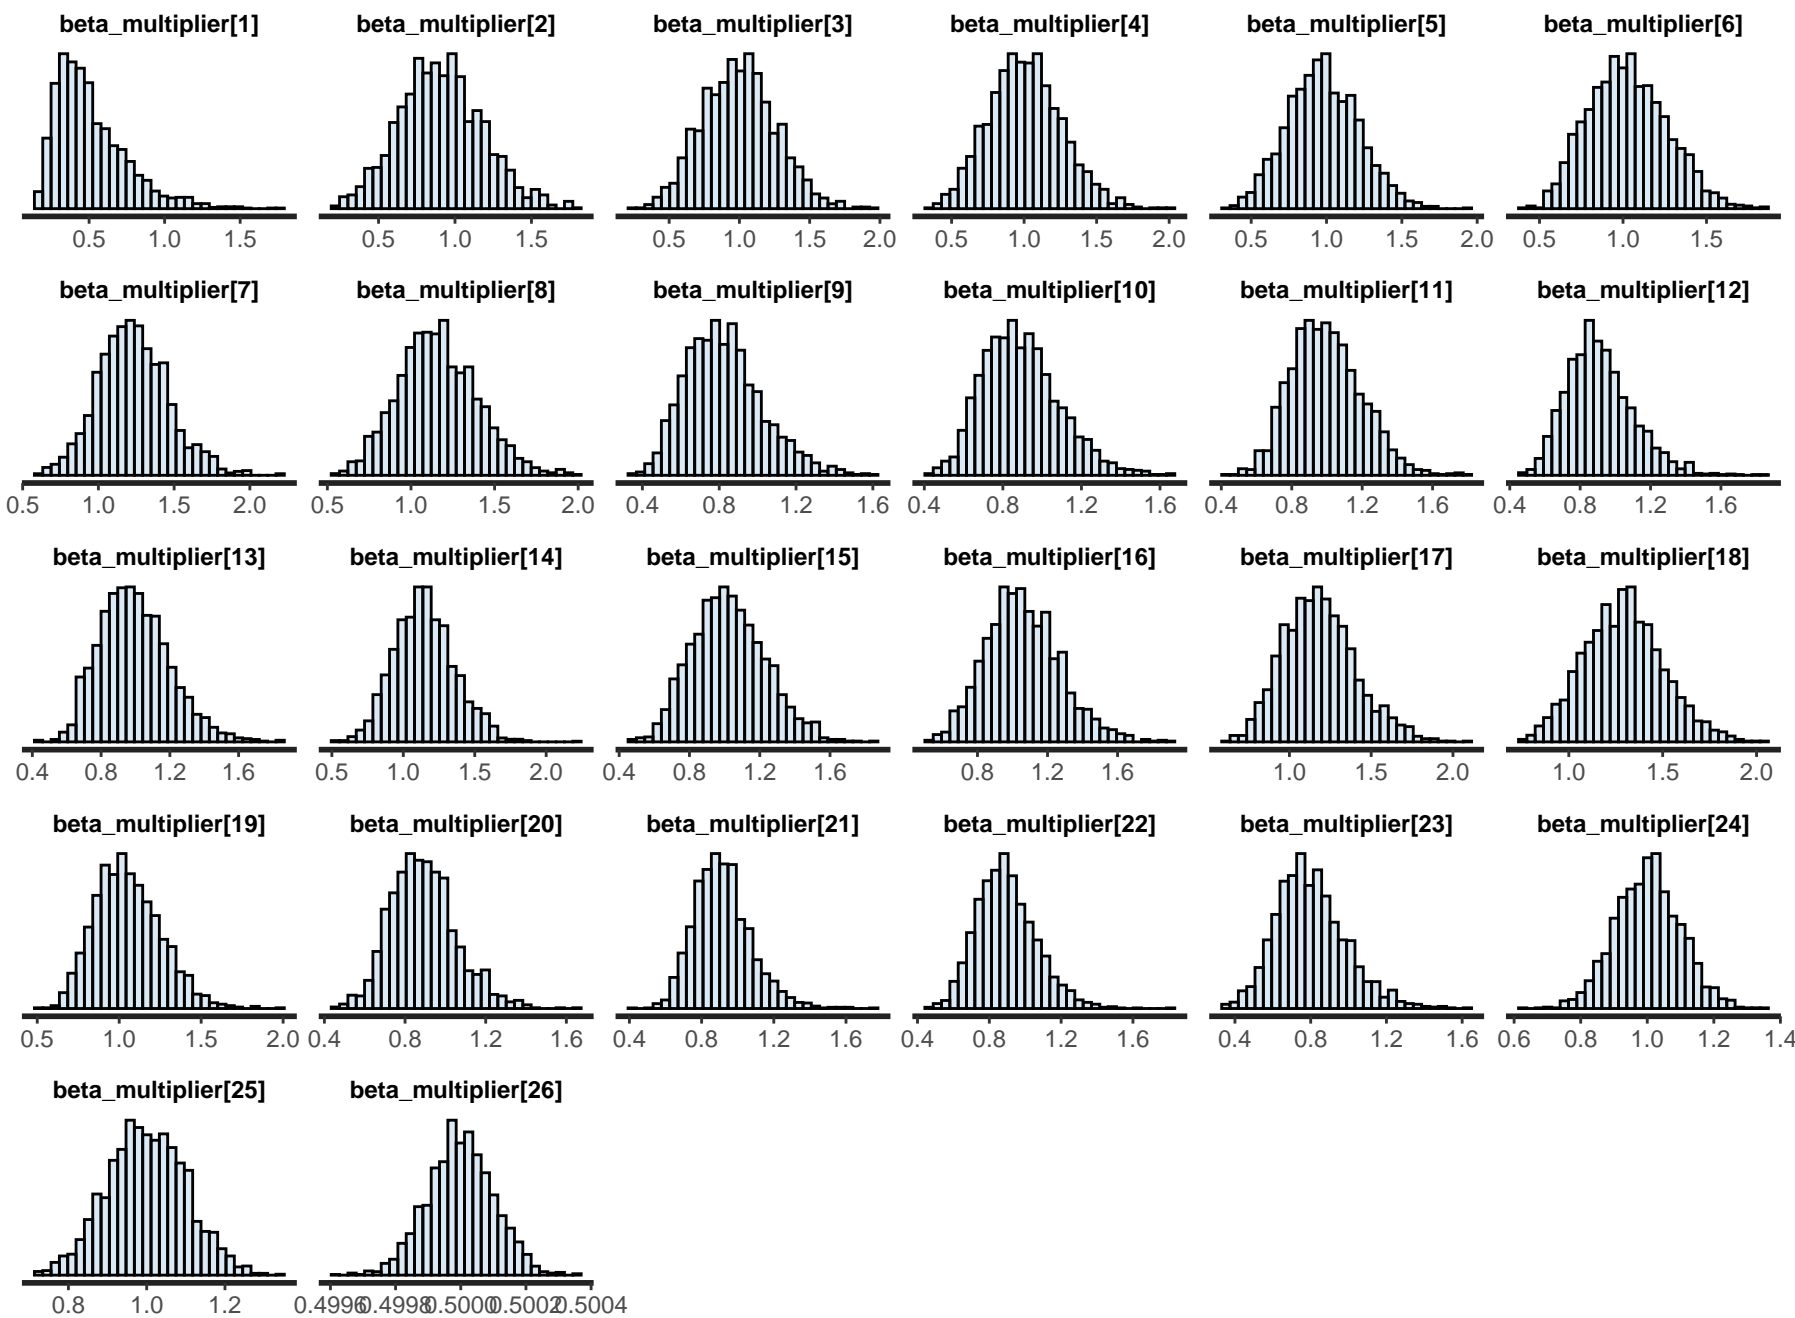 beta_multiplier[1] beta_multiplier[2] beta_multiplier[3] beta_multiplier[4] beta_multiplier[5] beta_multiplier[6]
0.5 1.0 1.5 0.5 1.0 1.5 0.5 1.0 1.5 2.0 0.5 1.0 1.5 2.0 0.5 1.0 1.5 2.0 0.5 1.0 1.5
beta_multiplier[7] beta_multiplier[8] beta_multiplier[9] beta_multiplier[10] beta_multiplier[11] beta_multiplier[12]
0.5 1.0 1.5 2.0 0.5 1.0 1.5 2.0 0.4 0.8 1.2 1.6 0.4 0.8 1.2 1.6 0.4 0.8 1.2 1.6 0.4 0.8 1.2 1.6
beta_multiplier[13] beta_multiplier[14] beta_multiplier[15] beta_multiplier[16] beta_multiplier[17] beta_multiplier[18]
0.4 0.8 1.2 1.6 0.5 1.0 1.5 2.0 0.4 0.8 1.2 1.6 0.8 1.2 1.6 1.0 1.5 2.0 1.0 1.5 2.0
beta_multiplier[19] beta_multiplier[20] beta_multiplier[21] beta_multiplier[22] beta_multiplier[23] beta_multiplier[24]
0.5 1.0 1.5 2.0 0.4 0.8 1.2 1.6 0.4 0.8 1.2 1.6 0.4 0.8 1.2 1.6 0.4 0.8 1.2 1.6 0.6 0.8 1.0 1.2 1.4
beta_multiplier[25] beta_multiplier[26]
0.8 1.0 1.2 0.4996 0.4998 0.5000 0.5002 0.5004